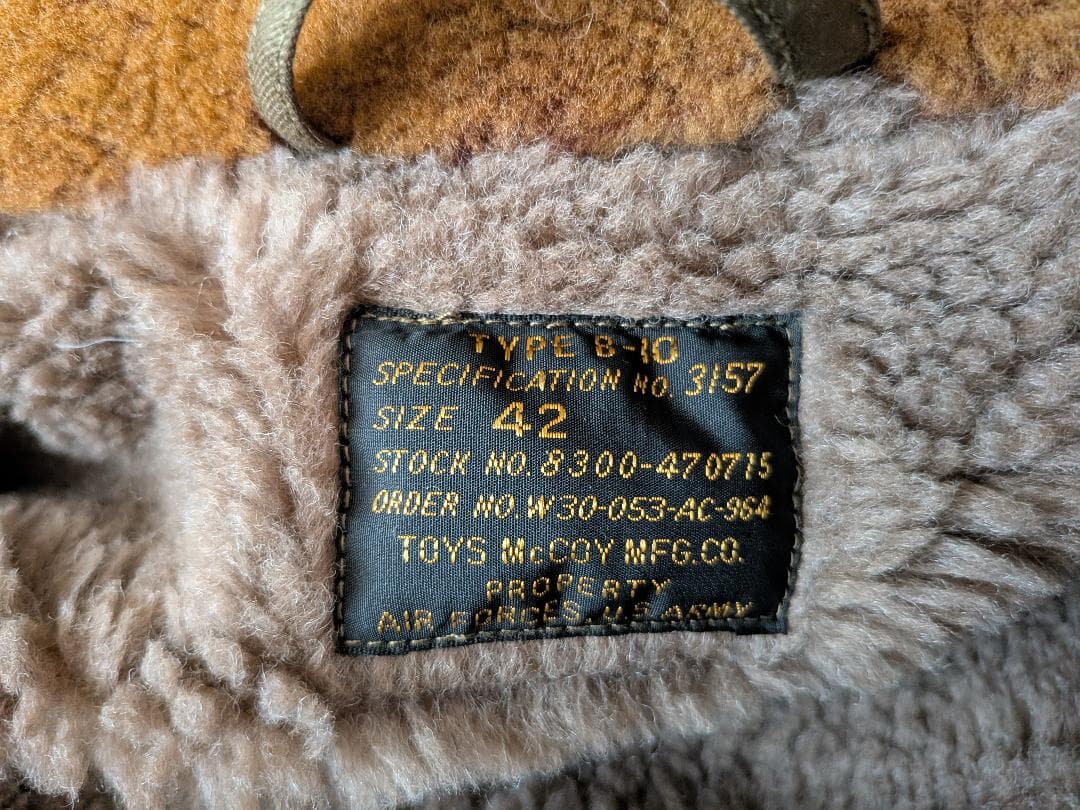 TYPE B-10
SPECIFICATION NO. 3157
SIZE 42
STOCK NO. 8300-470715
ORDER NO. W30-053-AC-964
TOYS McCOY MFG.CO.
PROPERTY
AIR FORCES, U.S. ARMY